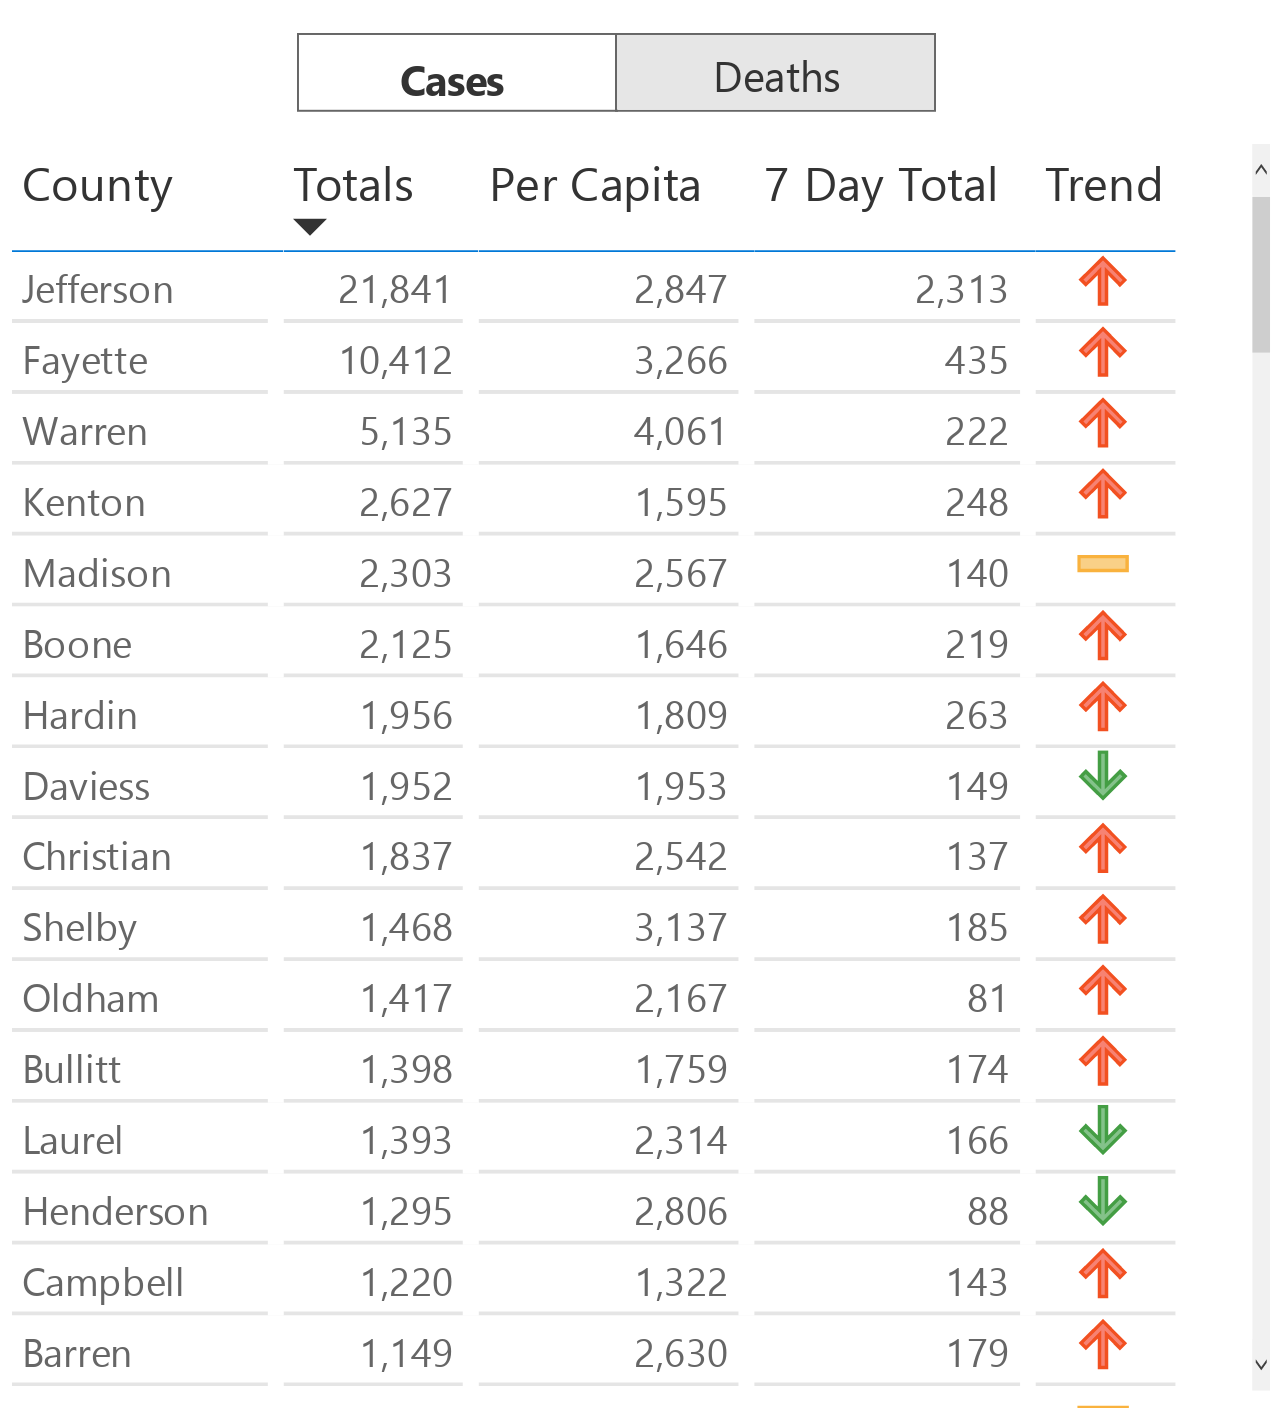 Cases Deaths
County Totals Per Capita 7 Day Total Trend
Jefferson 21,841 2,847 2,313
Fayette 10,412 3,266 435
Warren 5,135 4,061 222
Kenton 2,627 1,595 248
Madison 2,303 2,567 140
Boone 2,125 1,646 219
Hardin 1,956 1,809 263
Daviess 1,952 1,953 149
Christian 1,837 2,542 137
Shelby 1,468 3,137 185
Oldham 1,417 2,167 81
Bullitt 1,398 1,759 174
Laurel 1,393 2,314 166
Henderson 1,295 2,806 88
Campbell 1,220 1,322 143
Barren 1,149 2,630 179